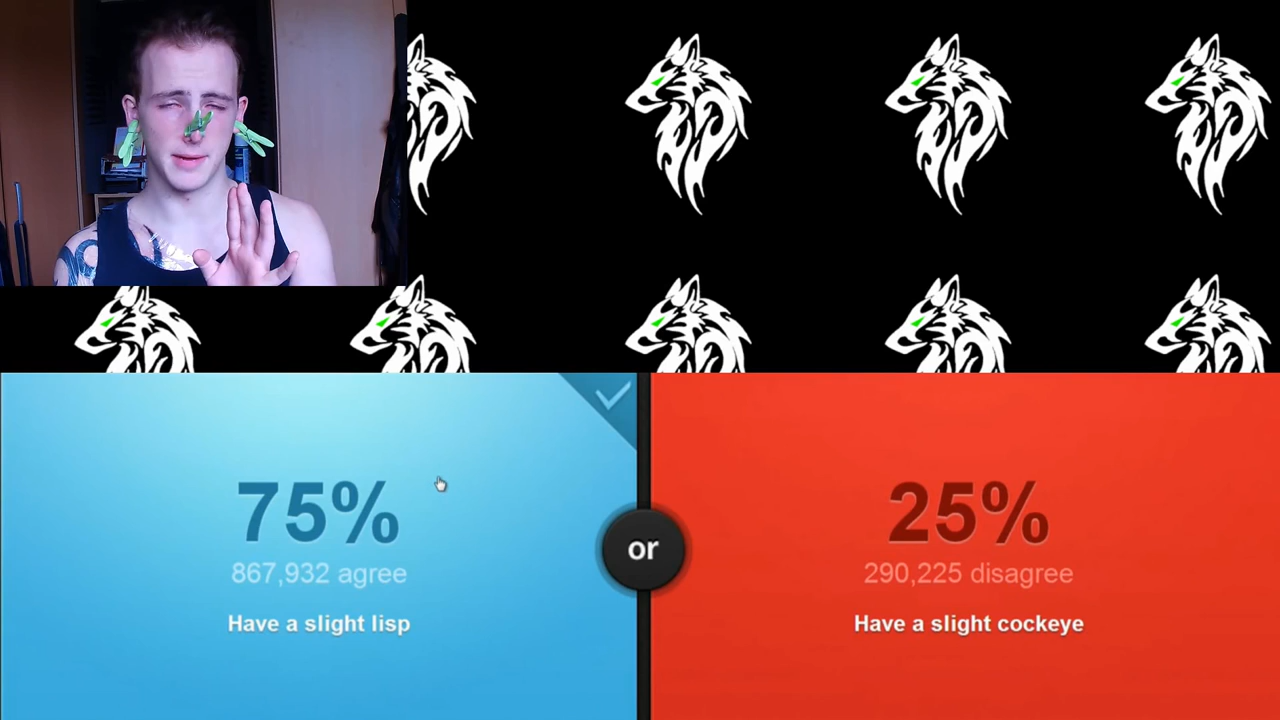 75%
867,932 agree
Have a slight lisp
or
25%
290,225 disagree
Have a slight cockeye